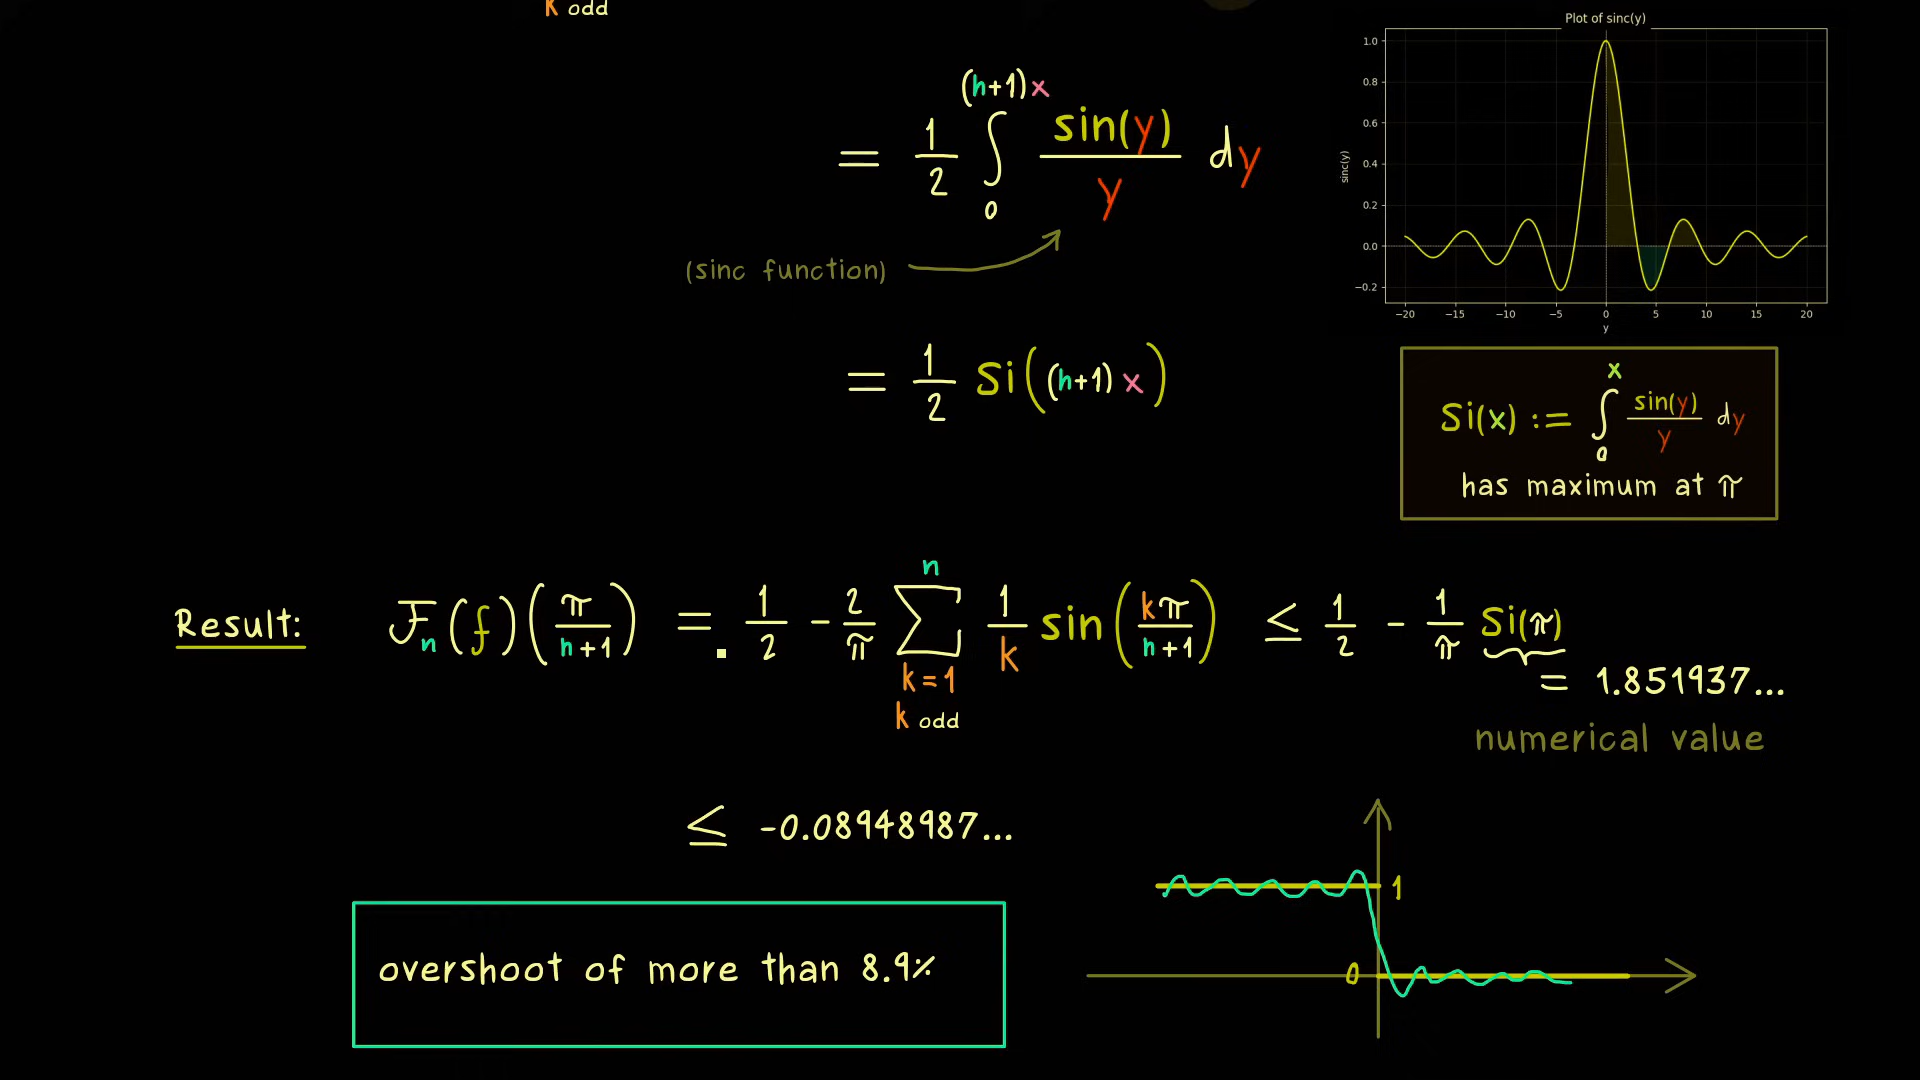 k odd
= 1/2 ∫₀^((n+1)x) sin(y)/y dy
(sinc function)
= 1/2 Si((n+1)x)
Plot of sinc(y)
1.0
0.8
0.6
0.4
0.2
0.0
−0.2
sinc(y)
−20 −15 −10 −5 0 5 10 15 20
y
Si(x) := ∫₀^x sin(y)/y dy
has maximum at π
Result: ℱₙ(f)(π/(n+1)) = 1/2 − 2/π ∑_(k=1, k odd)^n 1/k sin(kπ/(n+1)) ≤ 1/2 − 1/π Si(π)
= 1.851937...
numerical value
≤ -0.08948987...
overshoot of more than 8.9%
1
0